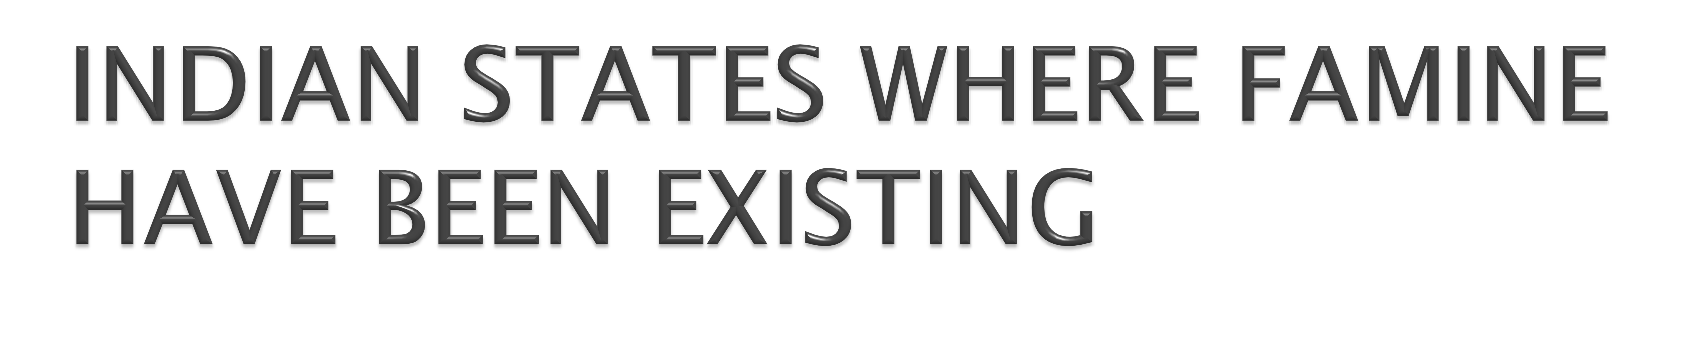 INDIAN STATES WHERE FAMINE
HAVE BEEN EXISTING